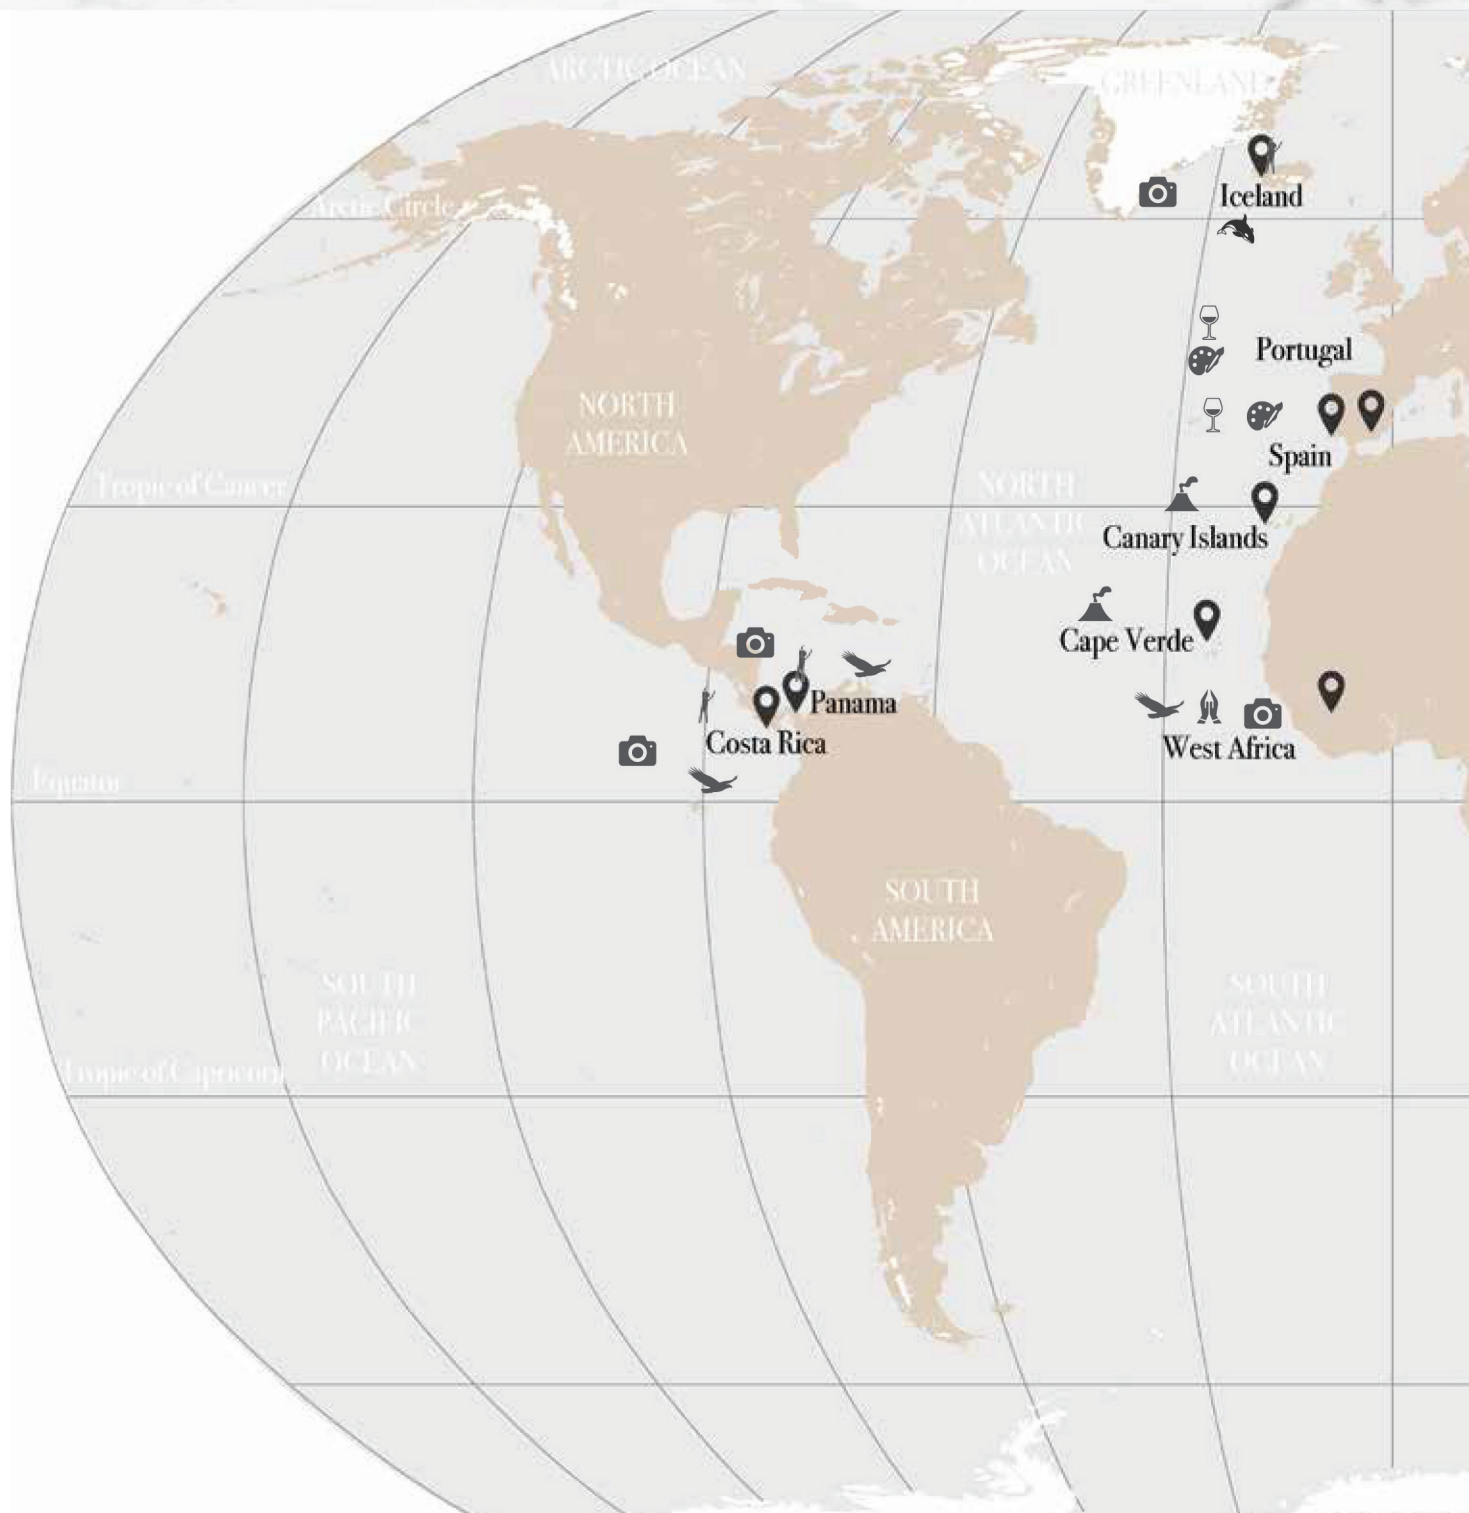 ARCTIC OCEAN
GREENLAND
Iceland
Arctic Circle
Portugal
NORTH
AMERICA
Spain
Tropic of Cancer
NORTH
ATLANTIC
OCEAN
Canary Islands
Cape Verde
Panama
Costa Rica
West Africa
Equator
SOUTH
AMERICA
SOUTH
PACIFIC
OCEAN
SOUTH
ATLANTIC
OCEAN
Tropic of Capricorn